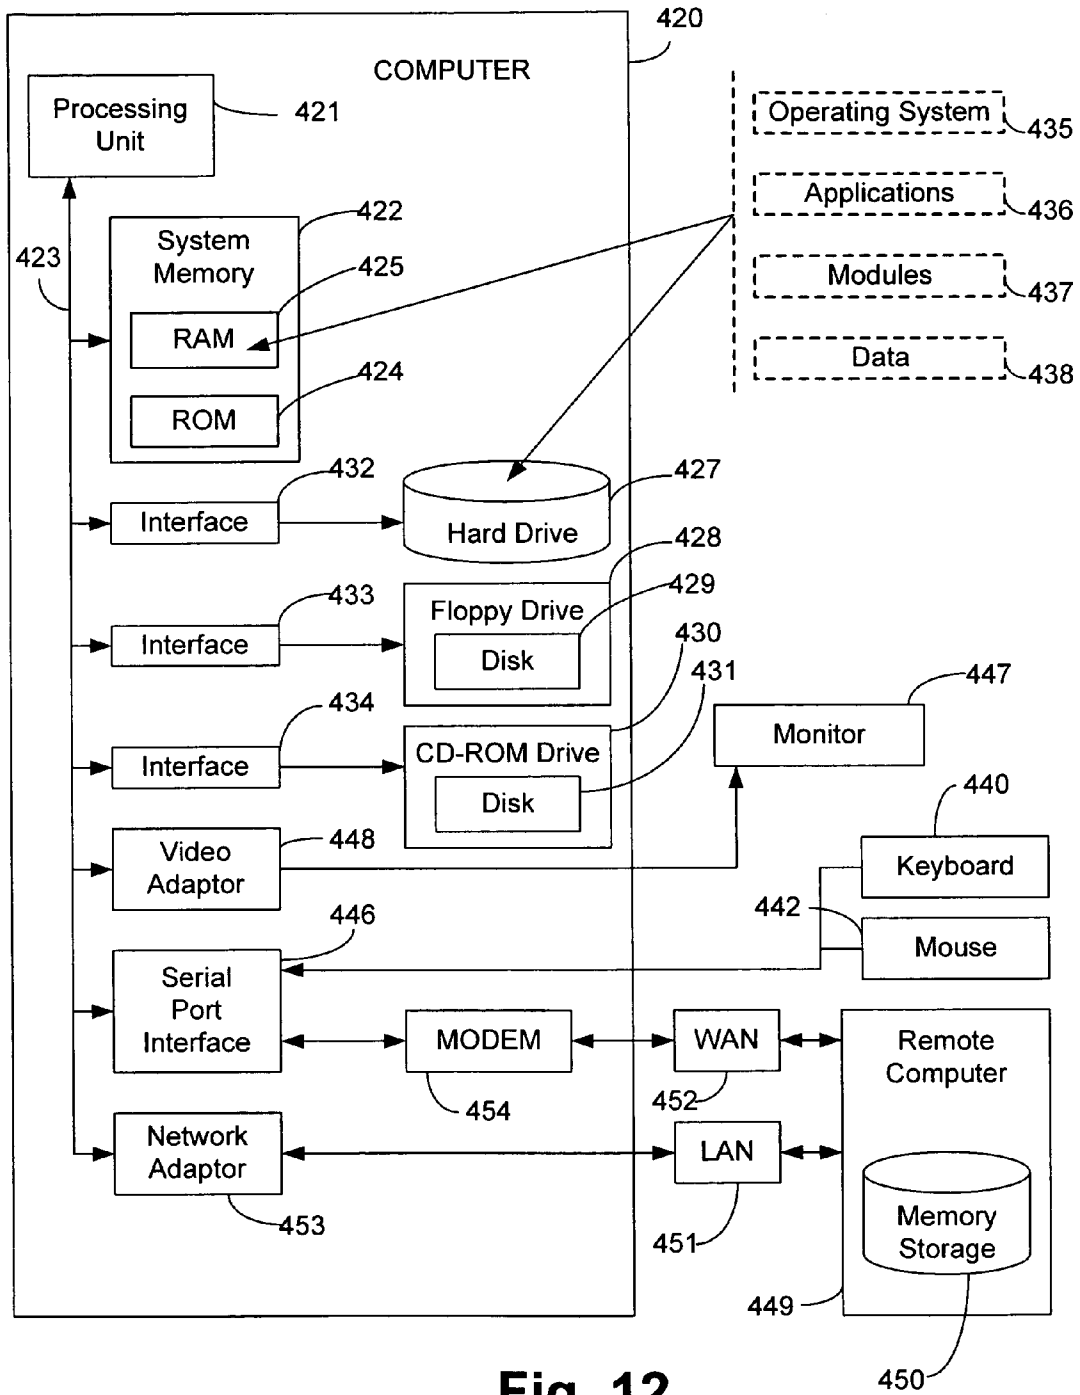 420
COMPUTER
Processing
Unit
421
Operating System
435
Applications
436
Modules
437
Data
438
423
422
System
Memory
425
RAM
424
ROM
432
Interface
427
Hard Drive
428
433
Interface
429
Floppy Drive
Disk
430
431
434
Interface
CD-ROM Drive
Disk
447
Monitor
448
Video
Adaptor
440
Keyboard
442
Mouse
446
Serial
Port
Interface
MODEM
454
WAN
452
Remote
Computer
Network
Adaptor
453
LAN
451
Memory
Storage
449
450
Fig. 12